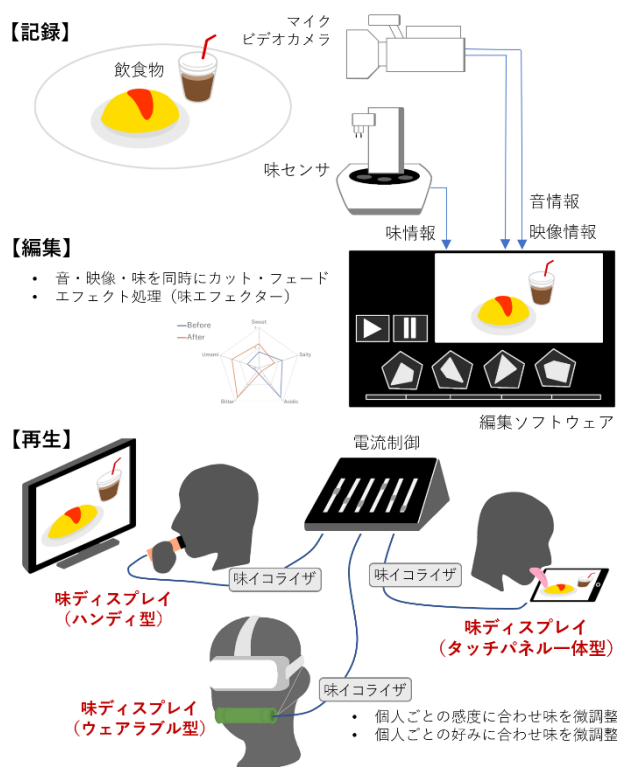 【記録】
マイク
ビデオカメラ
飲食物
味センサ
音情報
味情報
映像情報
【編集】
• 音・映像・味を同時にカット・フェード
• エフェクト処理（味エフェクター）
Before
After
Sweet
Umami
Salty
Bitter
Acidic
編集ソフトウェア
【再生】
電流制御
味イコライザ
味イコライザ
味ディスプレイ
（ハンディ型）
味ディスプレイ
（タッチパネル一体型）
味イコライザ
味ディスプレイ
（ウェアラブル型）
• 個人ごとの感度に合わせ味を微調整
• 個人ごとの好みに合わせ味を微調整